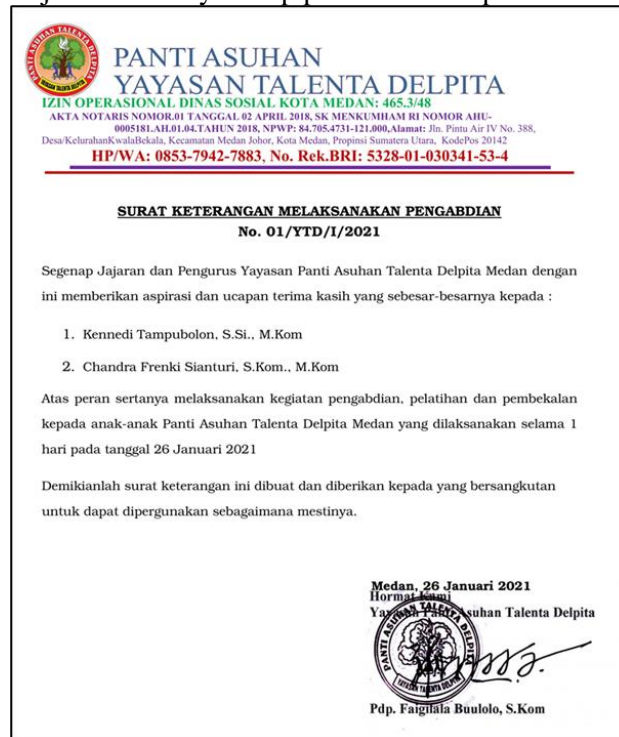 PANTI ASUHAN
YAYASAN TALENTA DELPITA
IZIN OPERASIONAL DINAS SOSIAL KOTA MEDAN: 465.3/48
AKTA NOTARIS NOMOR.01 TANGGAL 02 APRIL 2018, SK MENKUMHAM RI NOMOR AHU-
0005181.AH.01.04.TAHUN 2018, NPWP: 84.705.4731-121.000,Alamat: Jln. Pintu Air IV No. 388,
Desa/KelurahanKwalaBekala, Kecamatan Medan Johor, Kota Medan, Propinsi Sumatera Utara, KodePos 20142
HP/WA: 0853-7942-7883, No. Rek.BRI: 5328-01-030341-53-4
SURAT KETERANGAN MELAKSANAKAN PENGABDIAN
No. 01/YTD/I/2021
Segenap Jajaran dan Pengurus Yayasan Panti Asuhan Talenta Delpita Medan dengan
ini memberikan aspirasi dan ucapan terima kasih yang sebesar-besarnya kepada :
1. Kennedi Tampubolon, S.Si., M.Kom
2. Chandra Frenki Sianturi, S.Kom., M.Kom
Atas peran sertanya melaksanakan kegiatan pengabdian, pelatihan dan pembekalan
kepada anak-anak Panti Asuhan Talenta Delpita Medan yang dilaksanakan selama 1
hari pada tanggal 26 Januari 2021
Demikianlah surat keterangan ini dibuat dan diberikan kepada yang bersangkutan
untuk dapat dipergunakan sebagaimana mestinya.
Medan, 26 Januari 2021
Hormat Kami
Yayasan Panti Asuhan Talenta Delpita
PANTI ASUHAN TALENTA DELPITA
Pdp. Faigilala Buulolo, S.Kom